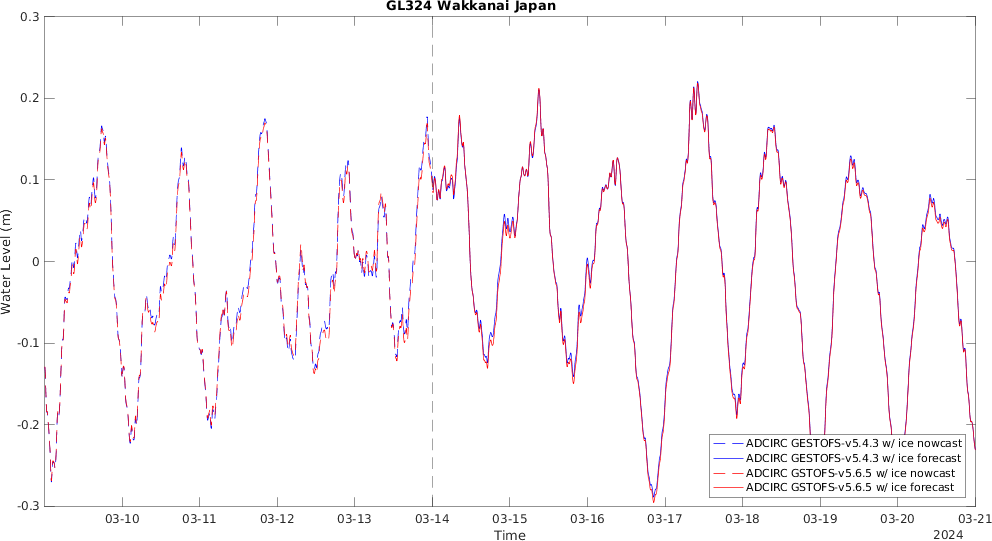 GL324 Wakkanai Japan
0.3
0.2
0.1
0
-0.1
-0.2
-0.3
Water Level (m)
ADCIRC GESTOFS-v5.4.3 w/ ice nowcast
ADCIRC GESTOFS-v5.4.3 w/ ice forecast
ADCIRC GSTOFS-v5.6.5 w/ ice nowcast
ADCIRC GSTOFS-v5.6.5 w/ ice forecast
03-10 03-11 03-12 03-13 03-14 03-15 03-16 03-17 03-18 03-19 03-20 03-21
Time
2024